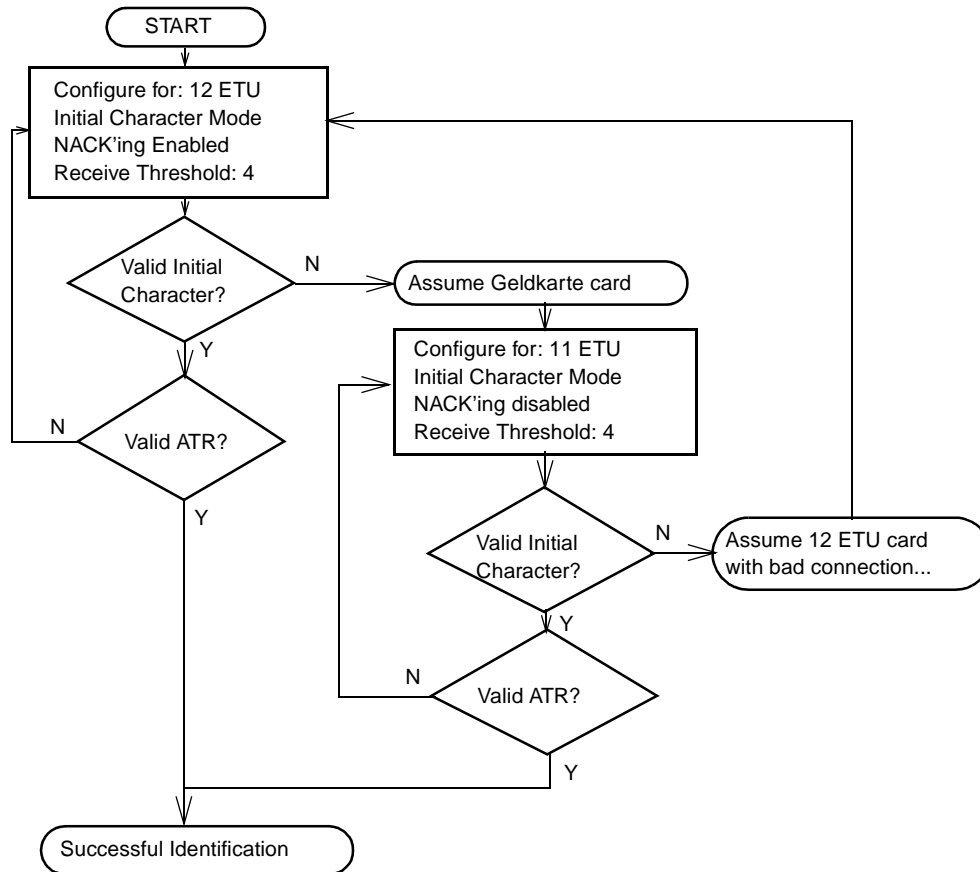 START
Configure for: 12 ETU
Initial Character Mode
NACK'ing Enabled
Receive Threshold: 4
Valid Initial
Character?
N
Assume Geldkarte card
Y
Configure for: 11 ETU
Initial Character Mode
NACK'ing disabled
Receive Threshold: 4
N
Valid ATR?
Y
Valid Initial
Character?
N
Assume 12 ETU card
with bad connection...
Y
N
Valid ATR?
Y
Successful Identification